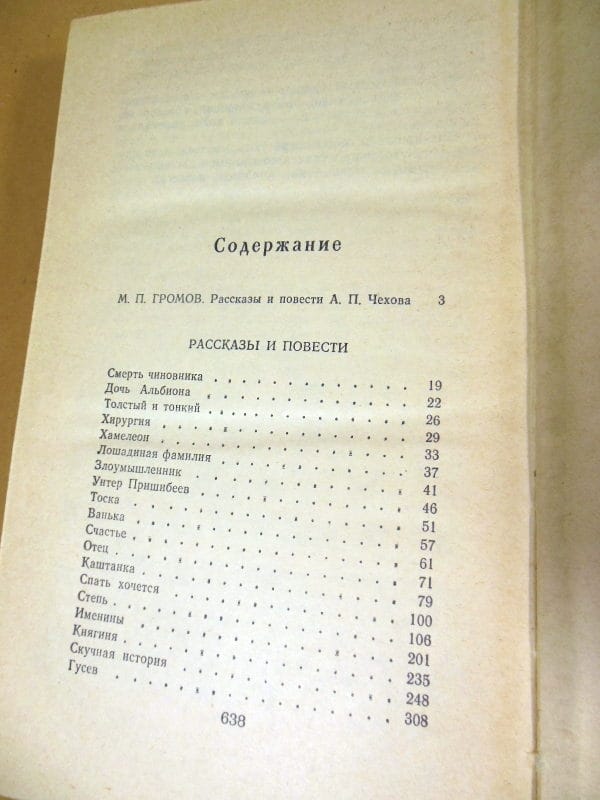 Содержание
М. П. ГРОМОВ. Рассказы и повести А. П. Чехова 3
РАССКАЗЫ И ПОВЕСТИ
Смерть чиновника . . . . . . . . . . . . 19
Дочь Альбиона . . . . . . . . . . . . 22
Толстый и тонкий . . . . . . . . . . . . 26
Хирургия . . . . . . . . . . . . . . . 29
Хамелеон . . . . . . . . . . . . . . . 33
Лошадиная фамилия . . . . . . . . . . . 37
Злоумышленник . . . . . . . . . . . . . 41
Унтер Пришибеев . . . . . . . . . . . . 46
Тоска . . . . . . . . . . . . . . . . 51
Ванька . . . . . . . . . . . . . . . . 57
Счастье . . . . . . . . . . . . . . . 61
Отец . . . . . . . . . . . . . . . . 71
Каштанка . . . . . . . . . . . . . . . 79
Спать хочется . . . . . . . . . . . . . 100
Степь . . . . . . . . . . . . . . . . 106
Именины . . . . . . . . . . . . . . . 201
Княгиня . . . . . . . . . . . . . . . 235
Скучная история . . . . . . . . . . . . 248
Гусев . . . . . . . . . . . . . . . . 308
638